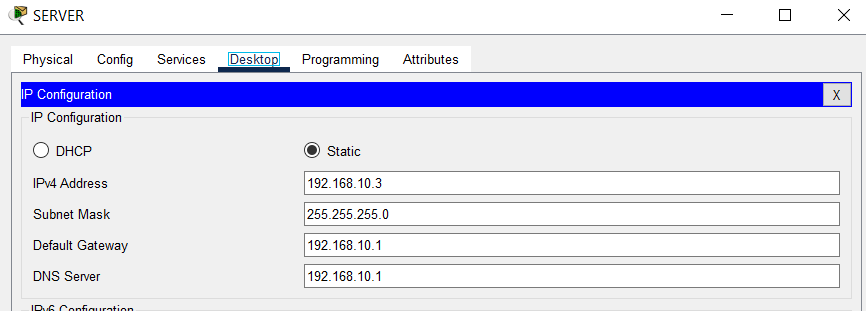 SERVER
Physical Config Services Desktop Programming Attributes
IP Configuration X
IP Configuration
DHCP Static
IPv4 Address 192.168.10.3
Subnet Mask 255.255.255.0
Default Gateway 192.168.10.1
DNS Server 192.168.10.1
IPv6 Configuration